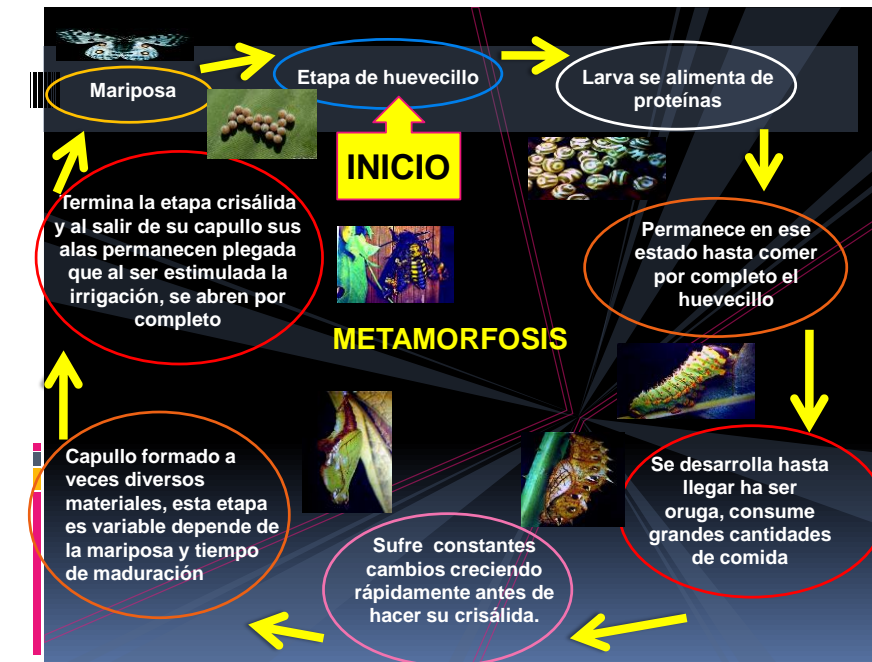 Mariposa
Etapa de huevecillo
Larva se alimenta de
proteínas
INICIO
Termina la etapa crisálida
y al salir de su capullo sus
alas permanecen plegada
que al ser estimulada la
irrigación, se abren por
completo
Permanece en ese
estado hasta comer
por completo el
huevecillo
METAMORFOSIS
Capullo formado a
veces diversos
materiales, esta etapa
es variable depende de
la mariposa y tiempo
de maduración
Sufre constantes
cambios creciendo
rápidamente antes de
hacer su crisálida.
Se desarrolla hasta
llegar ha ser
oruga, consume
grandes cantidades
de comida